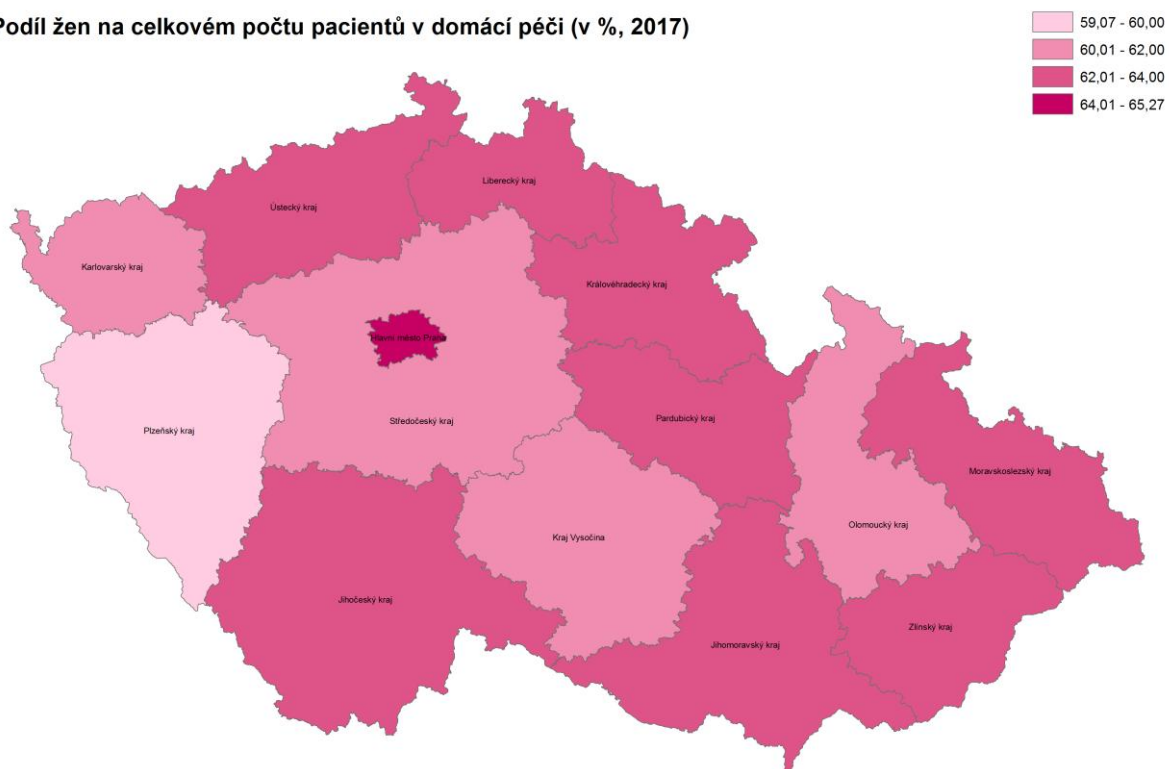 Podíl žen na celkovém počtu pacientů v domácí péči (v %, 2017)
59,07 - 60,00
60,01 - 62,00
62,01 - 64,00
64,01 - 65,27
Liberecký kraj
Ústecký kraj
Karlovarský kraj
Královéhradecký kraj
Hlavní město Praha
Středočeský kraj
Pardubický kraj
Plzeňský kraj
Moravskoslezský kraj
Olomoucký kraj
Kraj Vysočina
Jihočeský kraj
Zlínský kraj
Jihomoravský kraj